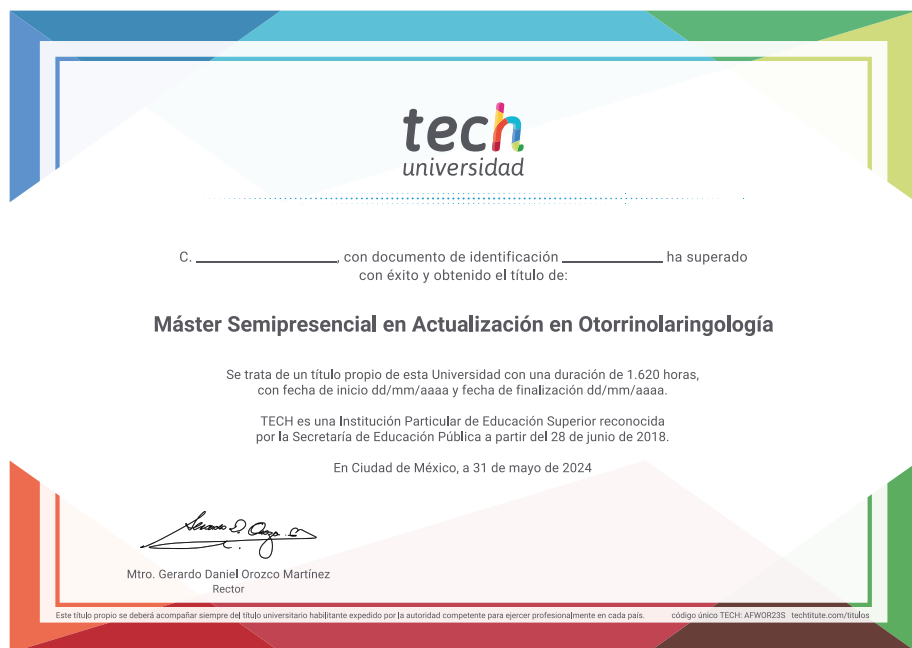 tech
universidad
C. ____________________, con documento de identificación ______________ ha superado
con éxito y obtenido el título de:
Máster Semipresencial en Actualización en Otorrinolaringología
Se trata de un título propio de esta Universidad con una duración de 1.620 horas,
con fecha de inicio dd/mm/aaaa y fecha de finalización dd/mm/aaaa.
TECH es una Institución Particular de Educación Superior reconocida
por la Secretaría de Educación Pública a partir del 28 de junio de 2018.
En Ciudad de México, a 31 de mayo de 2024
Mtro. Gerardo Daniel Orozco Martínez
Rector
Este título propio se deberá acompañar siempre del título universitario habilitante expedido por la autoridad competente para ejercer profesionalmente en cada país. código único TECH: AFWOR23S techtitute.com/titulos